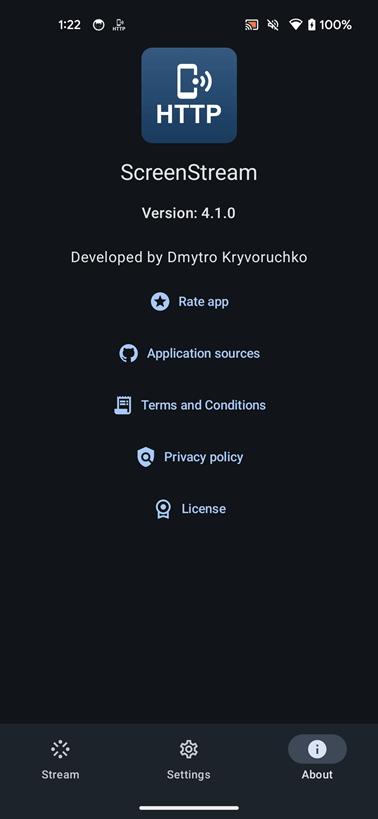 1:22
HTTP
100%
HTTP
ScreenStream
Version: 4.1.0
Developed by Dmytro Kryvoruchko
Rate app
Application sources
Terms and Conditions
Privacy policy
License
Stream
Settings
About